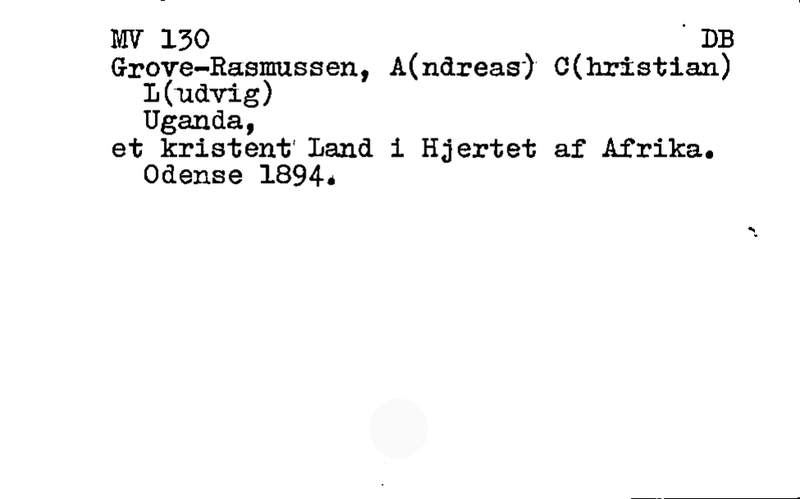 MV 130 DB
Grove-Rasmussen, A(ndreas) C(hristian)
L(udvig)
Uganda,
et kristent Land i Hjertet af Afrika.
Odense 1894.